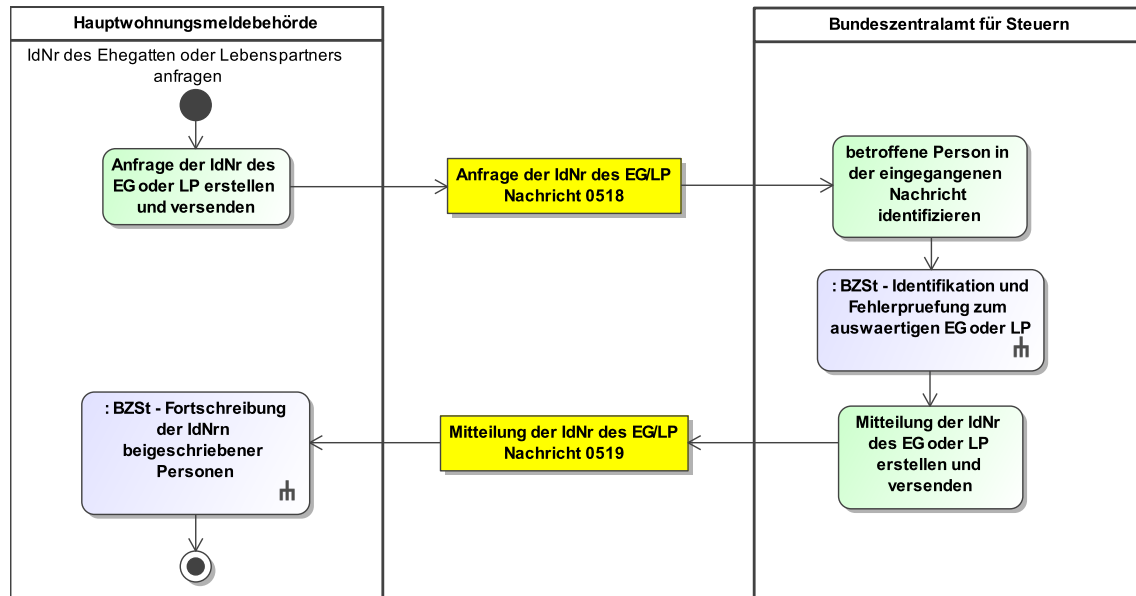 Hauptwohnungsmeldebehörde
IdNr des Ehegatten oder Lebenspartners
anfragen
Anfrage der IdNr des
EG oder LP erstellen
und versenden
Anfrage der IdNr des EG/LP
Nachricht 0518
Bundeszentralamt für Steuern
betroffene Person in
der eingegangenen
Nachricht
identifizieren
: BZSt - Identifikation und
Fehlerpruefung zum
auswaertigen EG oder LP
Mitteilung der IdNr
des EG oder LP
erstellen und
versenden
Mitteilung der IdNr des EG/LP
Nachricht 0519
: BZSt - Fortschreibung
der IdNrn
beigeschriebener
Personen